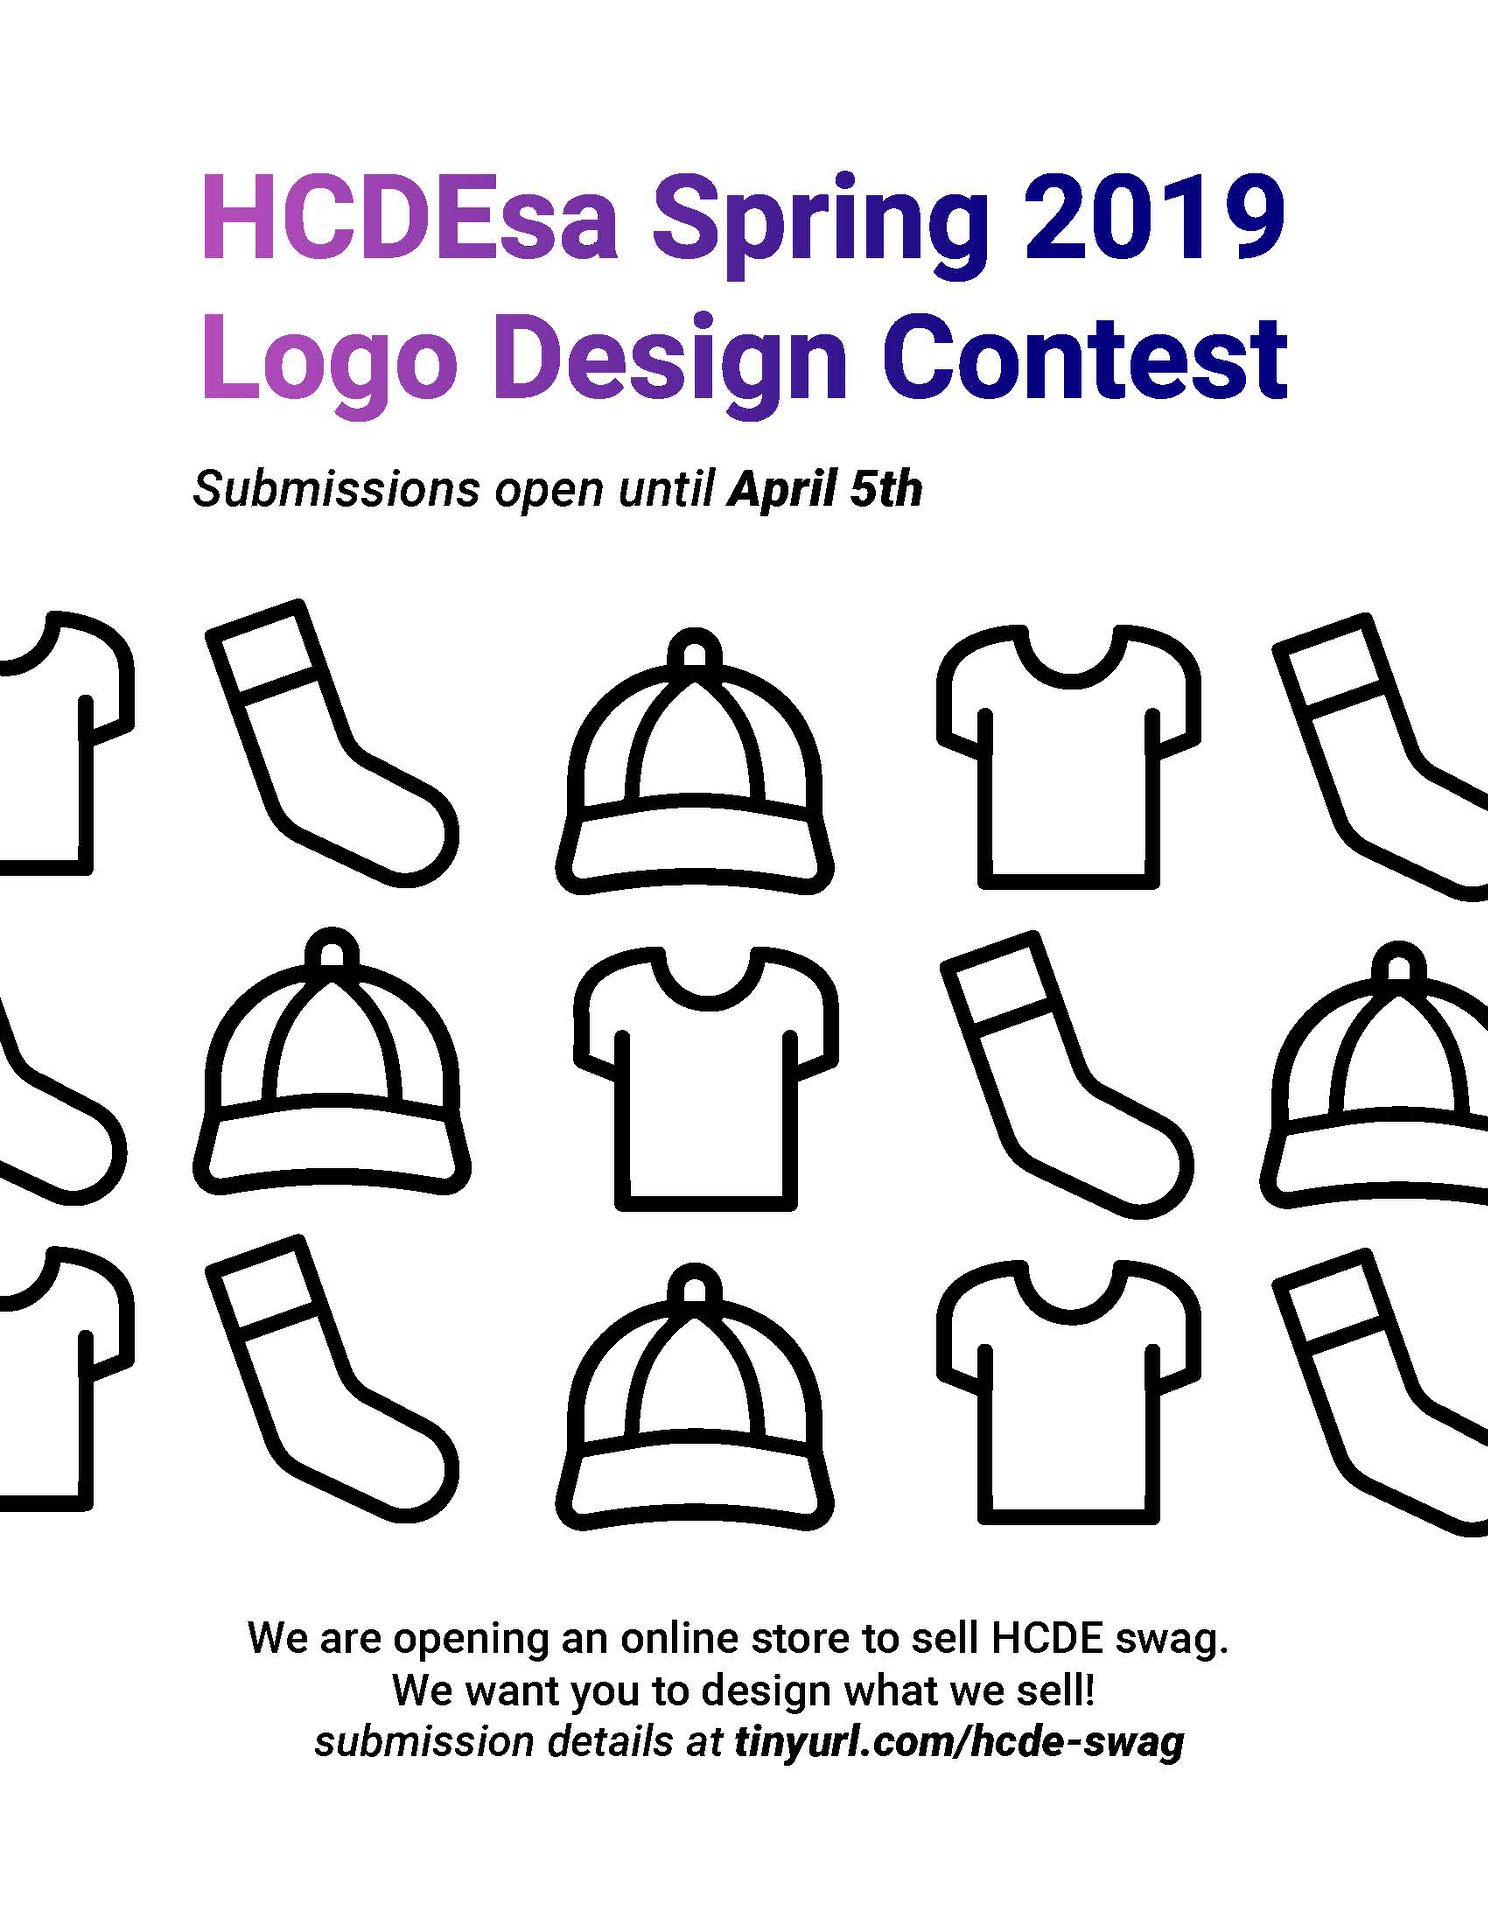 HCDEsa Spring 2019
Logo Design Contest
Submissions open until April 5th
We are opening an online store to sell HCDE swag.
We want you to design what we sell!
submission details at tinyurl.com/hcde-swag